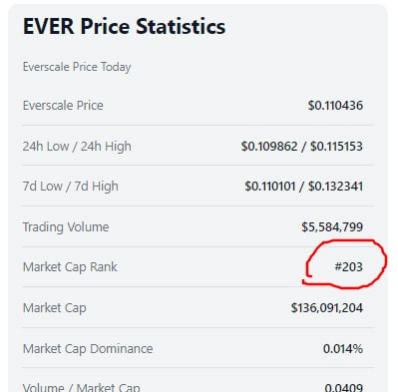 EVER Price Statistics
Everscale Price Today
Everscale Price $0.110436
24h Low / 24h High $0.109862 / $0.115153
7d Low / 7d High $0.110101 / $0.132341
Trading Volume $5,584,799
Market Cap Rank #203
Market Cap $136,091,204
Market Cap Dominance 0.014%
Volume / Market Cap 0.0409